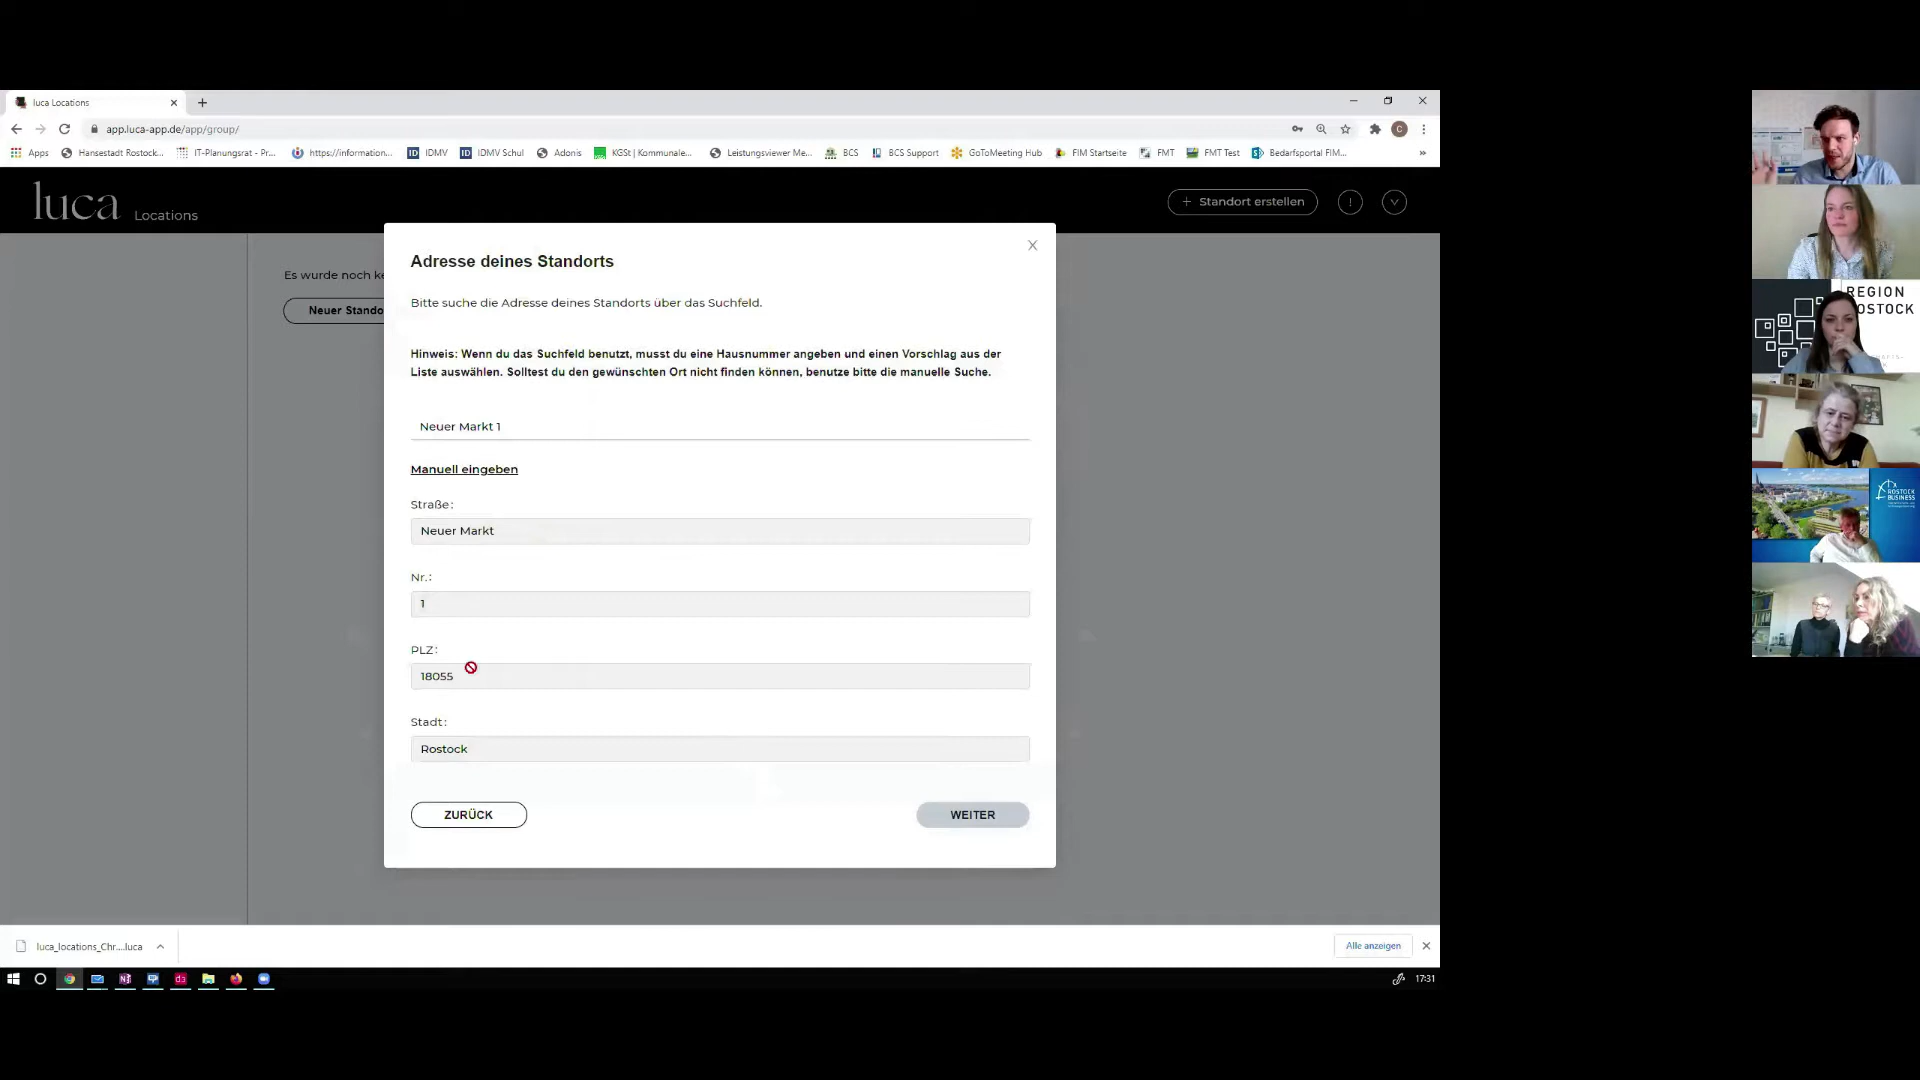 luca Locations
app.luca-app.de/app/group/
Apps
Hansestadt Rostock...
IT-Planungsrat - Pr...
https://information...
IDMV
IDMV Schul
Adonis
KGSt | Kommunale...
Leistungsviewer Me...
BCS
BCS Support
GoToMeeting Hub
FIM Startseite
FMT
FMT Test
Bedarfsportal FIM...
luca Locations
+ Standort erstellen
Es wurde noch ke
Neuer Stando
Adresse deines Standorts
Bitte suche die Adresse deines Standorts über das Suchfeld.
Hinweis: Wenn du das Suchfeld benutzt, musst du eine Hausnummer angeben und einen Vorschlag aus der
Liste auswählen. Solltest du den gewünschten Ort nicht finden können, benutze bitte die manuelle Suche.
Neuer Markt 1
Manuell eingeben
Straße:
Neuer Markt
Nr.:
1
PLZ:
18055
Stadt:
Rostock
ZURÜCK
WEITER
luca_locations_Chr....luca
Alle anzeigen
17:31
REGION
OSTOCK
ROSTOCK
BUSINESS